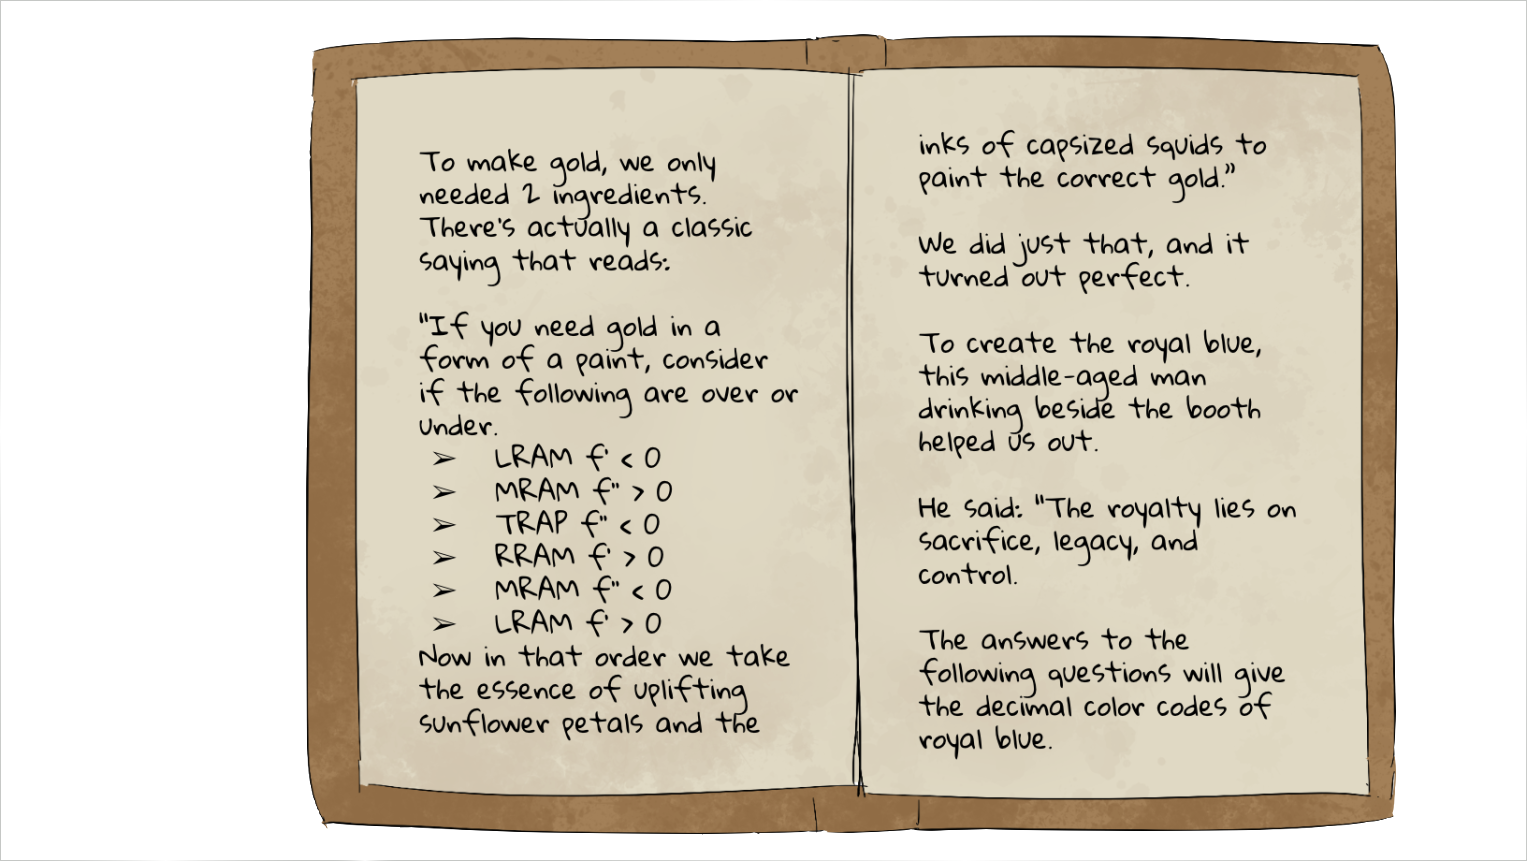 To make gold, we only
needed 2 ingredients.
There's actually a classic
saying that reads:
"If you need gold in a
form of a paint, consider
if the following are over or
under.
➢ LRAM f' < 0
➢ MRAM f" > 0
➢ TRAP f" < 0
➢ RRAM f' > 0
➢ MRAM f" < 0
➢ LRAM f' > 0
Now in that order we take
the essence of uplifting
sunflower petals and the
inks of capsized squids to
paint the correct gold."
We did just that, and it
turned out perfect.
To create the royal blue,
this middle-aged man
drinking beside the booth
helped us out.
He said: "The royalty lies on
sacrifice, legacy, and
control.
The answers to the
following questions will give
the decimal color codes of
royal blue.